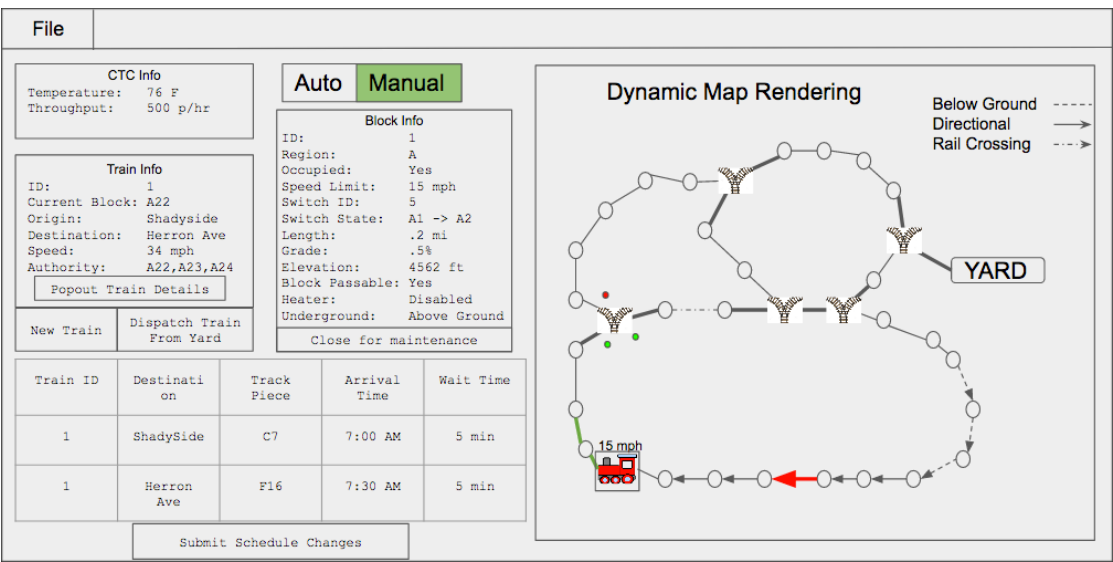 File
CTC Info
Temperature: 76 F
Throughput: 500 p/hr
Train Info
ID: 1
Current Block: A22
Origin: Shadyside
Destination: Herron Ave
Speed: 34 mph
Authority: A22,A23,A24
Popout Train Details
New Train
Dispatch Train
From Yard
Auto Manual
Block Info
ID: 1
Region: A
Occupied: Yes
Speed Limit: 15 mph
Switch ID: 5
Switch State: A1 -> A2
Length: .2 mi
Grade: .5%
Elevation: 4562 ft
Block Passable: Yes
Heater: Disabled
Underground: Above Ground
Close for maintenance
Train ID
Destinati
on
Track
Piece
Arrival
Time
Wait Time
1
ShadySide
C7
7:00 AM
5 min
1
Herron
Ave
F16
7:30 AM
5 min
Submit Schedule Changes
Dynamic Map Rendering
Below Ground
Directional
Rail Crossing
YARD
15 mph